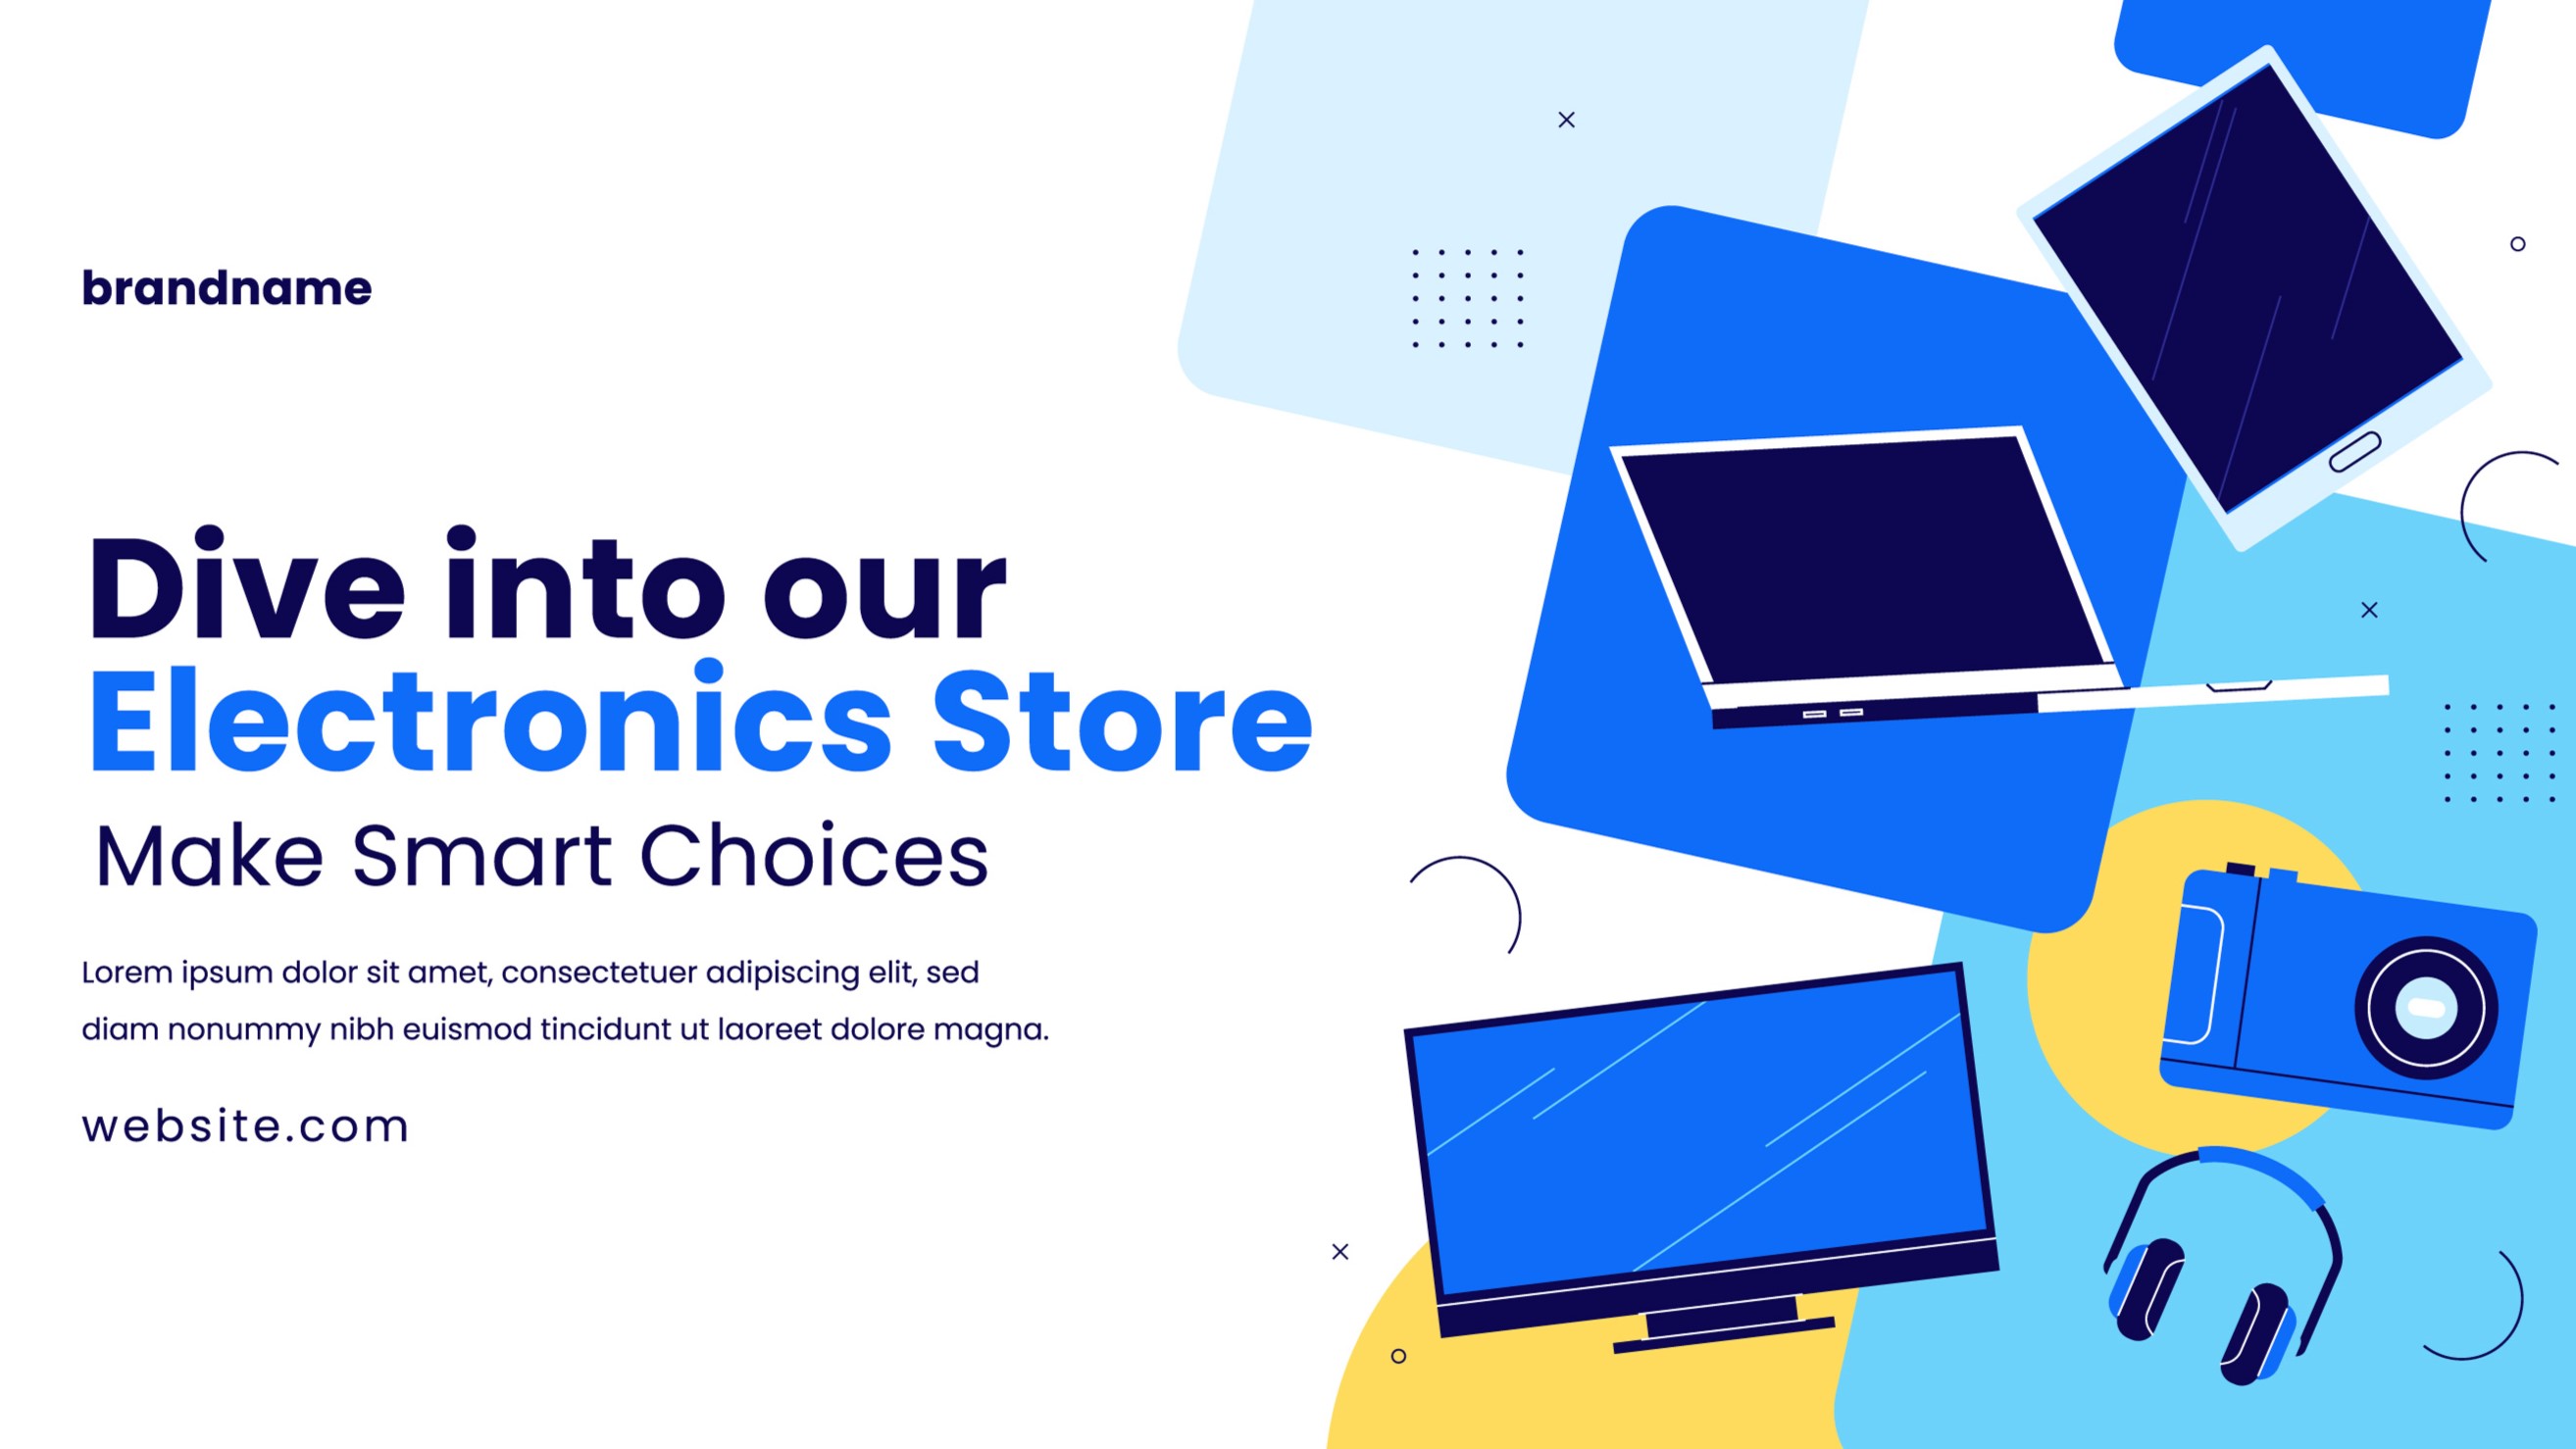 brandname
Dive into our
Electronics Store
Make Smart Choices
Lorem ipsum dolor sit amet, consectetuer adipiscing elit, sed
diam nonummy nibh euismod tincidunt ut laoreet dolore magna.
website.com